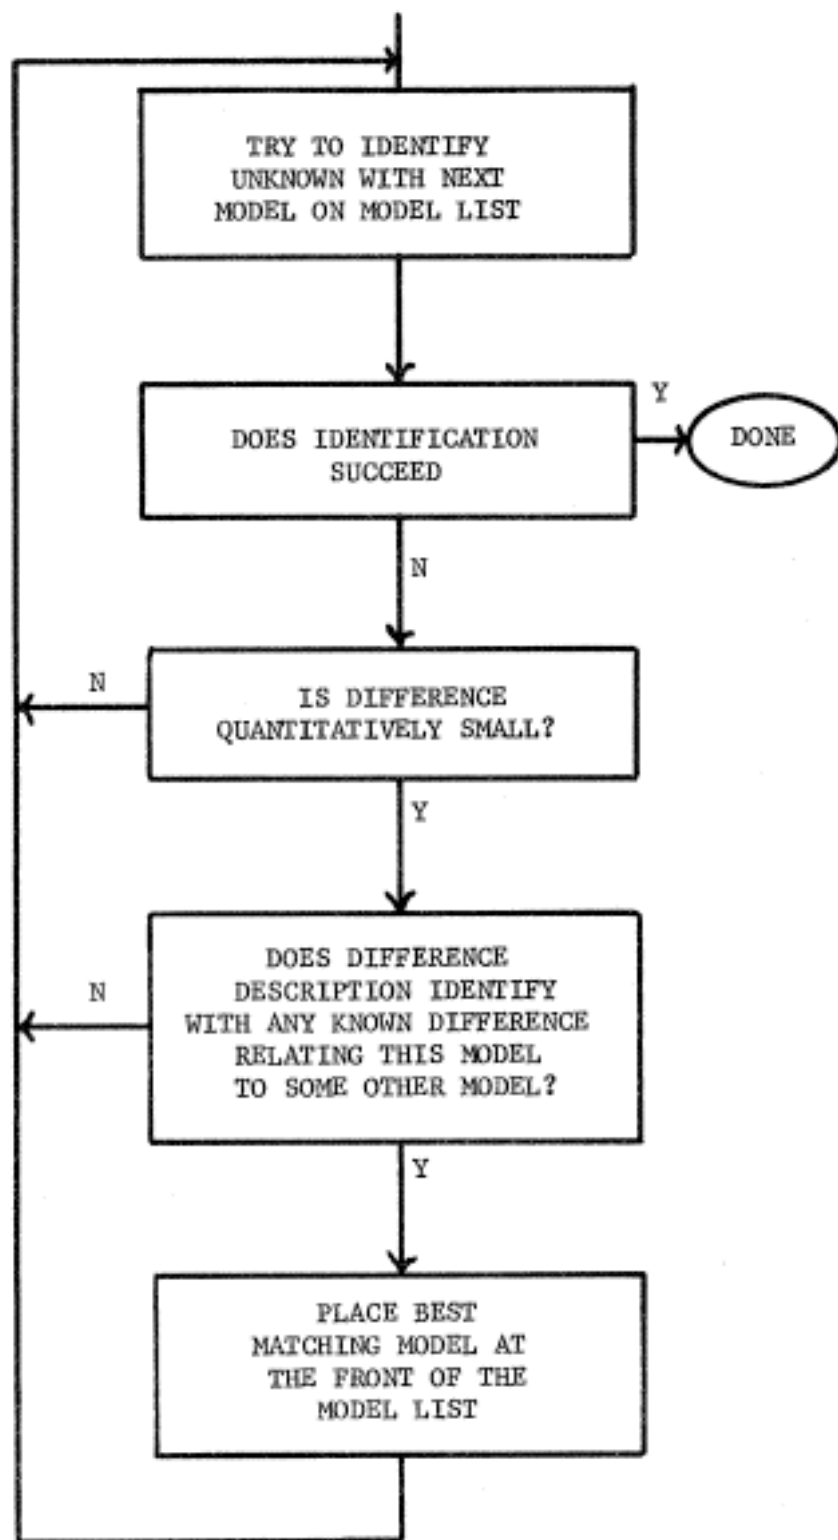 TRY TO IDENTIFY
UNKNOWN WITH NEXT
MODEL ON MODEL LIST
DOES IDENTIFICATION
SUCCEED
Y
DONE
N
N
IS DIFFERENCE
QUANTITATIVELY SMALL?
Y
N
DOES DIFFERENCE
DESCRIPTION IDENTIFY
WITH ANY KNOWN DIFFERENCE
RELATING THIS MODEL
TO SOME OTHER MODEL?
Y
PLACE BEST
MATCHING MODEL AT
THE FRONT OF THE
MODEL LIST